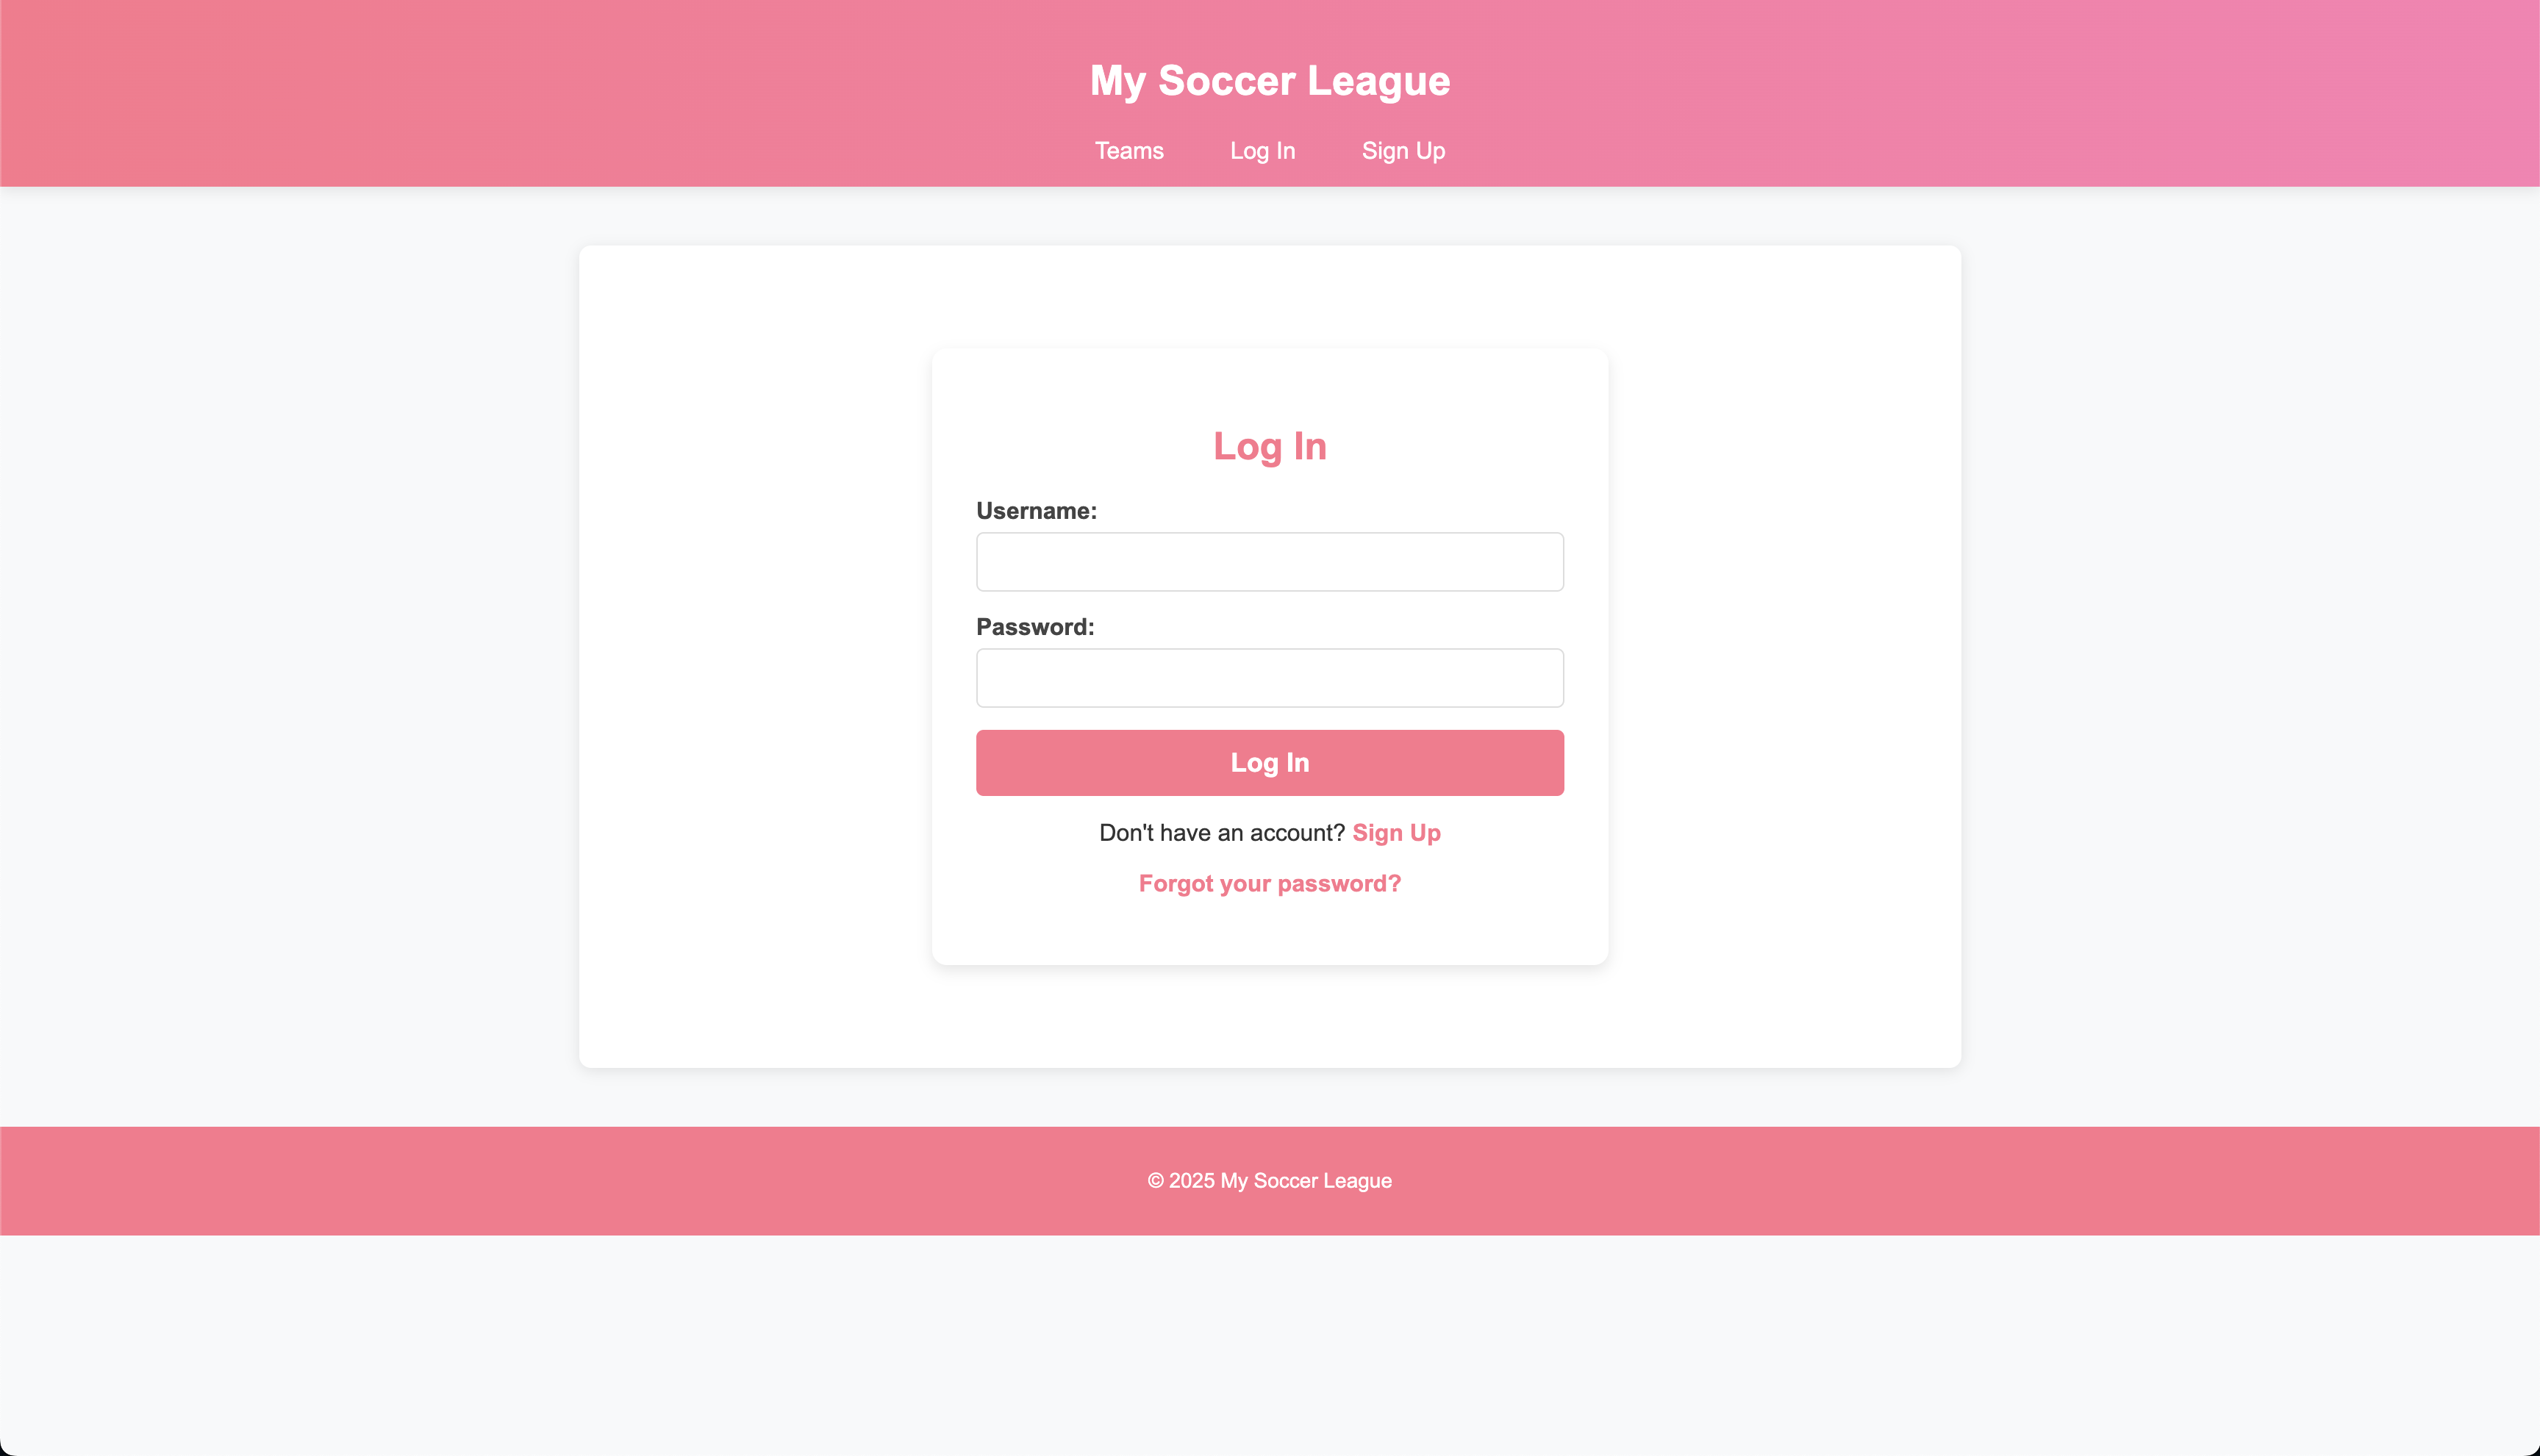 My Soccer League
Teams Log In Sign Up
Log In
Username:
Password:
Log In
Don't have an account? Sign Up
Forgot your password?
© 2025 My Soccer League